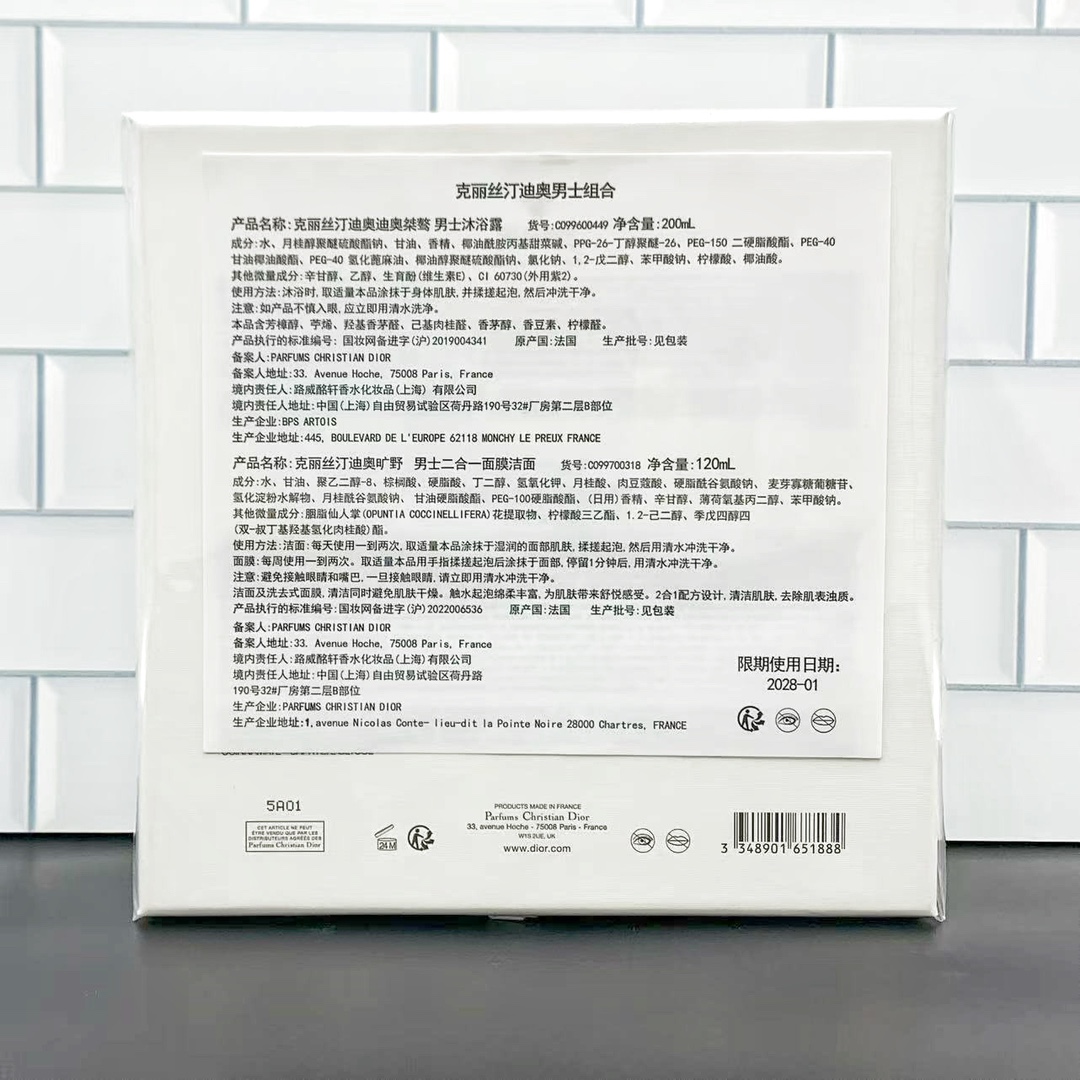 克丽丝汀迪奥男士组合
产品名称:克丽丝汀迪奥迪奥桀骜 男士沐浴露 货号:C099600449 净含量:200mL
成分:水、月桂醇聚醚硫酸酯钠、甘油、香精、椰油酰胺丙基甜菜碱、PPG-26-丁醇聚醚-26、PEG-150 二硬脂酸酯、PEG-40
甘油椰油酸酯、PEG-40 氢化蓖麻油、椰油醇聚醚硫酸酯钠、氯化钠、1,2-戊二醇、苯甲酸钠、柠檬酸、椰油酸。
其他微量成分:辛甘醇、乙醇、生育酚(维生素E)、CI 60730(外用紫2)。
使用方法:沐浴时,取适量本品涂抹于身体肌肤,并揉搓起泡,然后冲洗干净。
注意:如产品不慎入眼,应立即用清水洗净。
本品含芳樟醇、苧烯、羟基香茅醛、己基肉桂醛、香茅醇、香豆素、柠檬醛。
产品执行的标准编号: 国妆网备进字(沪)2019004341 原产国:法国 生产批号:见包装
备案人:PARFUMS CHRISTIAN DIOR
备案人地址:33. Avenue Hoche, 75008 Paris, France
境内责任人:路威酩轩香水化妆品(上海) 有限公司
境内责任人地址:中国(上海)自由贸易试验区荷丹路190号32#厂房第二层B部位
生产企业:BPS ARTOIS
生产企业地址:445, BOULEVARD DE L'EUROPE 62118 MONCHY LE PREUX FRANCE
产品名称:克丽丝汀迪奥旷野 男士二合一面膜洁面 货号:C099700318 净含量:120mL
成分:水、甘油、聚乙二醇-8、棕榈酸、硬脂酸、丁二醇、氢氧化钾、月桂酸、肉豆蔻酸、硬脂酰谷氨酸钠、 麦芽寡糖葡糖苷、
氢化淀粉水解物、月桂酰谷氨酸钠、 甘油硬脂酸酯、PEG-100硬脂酸酯、(日用)香精、辛甘醇、薄荷氧基丙二醇、苯甲酸钠。
其他微量成分:胭脂仙人掌(OPUNTIA COCCINELLIFERA)花提取物、柠檬酸三乙酯、1.2-己二醇、季戊四醇四
(双-叔丁基羟基氢化肉桂酸)酯。
使用方法:洁面:每天使用一到两次,取适量本品涂抹于湿润的面部肌肤,揉搓起泡,然后用清水冲洗干净。
面膜:每周使用一到两次。取适量本品用手指揉搓起泡后涂抹于面部,停留1分钟后,用清水冲洗干净。
注意:避免接触眼睛和嘴巴,一旦接触眼睛,请立即用清水冲洗干净。
洁面及洗去式面膜,清洁同时避免肌肤干燥。触水起泡绵柔丰富,为肌肤带来舒悦感受。2合1配方设计,清洁肌肤,去除肌表浊质。
产品执行的标准编号:国妆网备进字(沪)2022006536 原产国:法国 生产批号:见包装
备案人:PARFUMS CHRISTIAN DIOR
备案人地址:33. Avenue Hoche, 75008 Paris, France
境内责任人:路威酩轩香水化妆品(上海)有限公司
境内责任人地址:中国(上海)自由贸易试验区荷丹路
190号32#厂房第二层B部位
生产企业:PARFUMS CHRISTIAN DIOR
生产企业地址:1,avenue Nicolas Conte- lieu-dit la Pointe Noire 28000 Chartres, FRANCE
限期使用日期:
2028-01
5A01
CET ARTICLE NE PEUT
ÊTRE VENDU QUE PAR LES
DISTRIBUTEURS AGRÉÉS DES
Parfums Christian Dior
24 M
PRODUCTS MADE IN FRANCE
Parfums Christian Dior
33, avenue Hoche - 75008 Paris - France
W1S 2UE, UK
www.dior.com
3 348901 651888